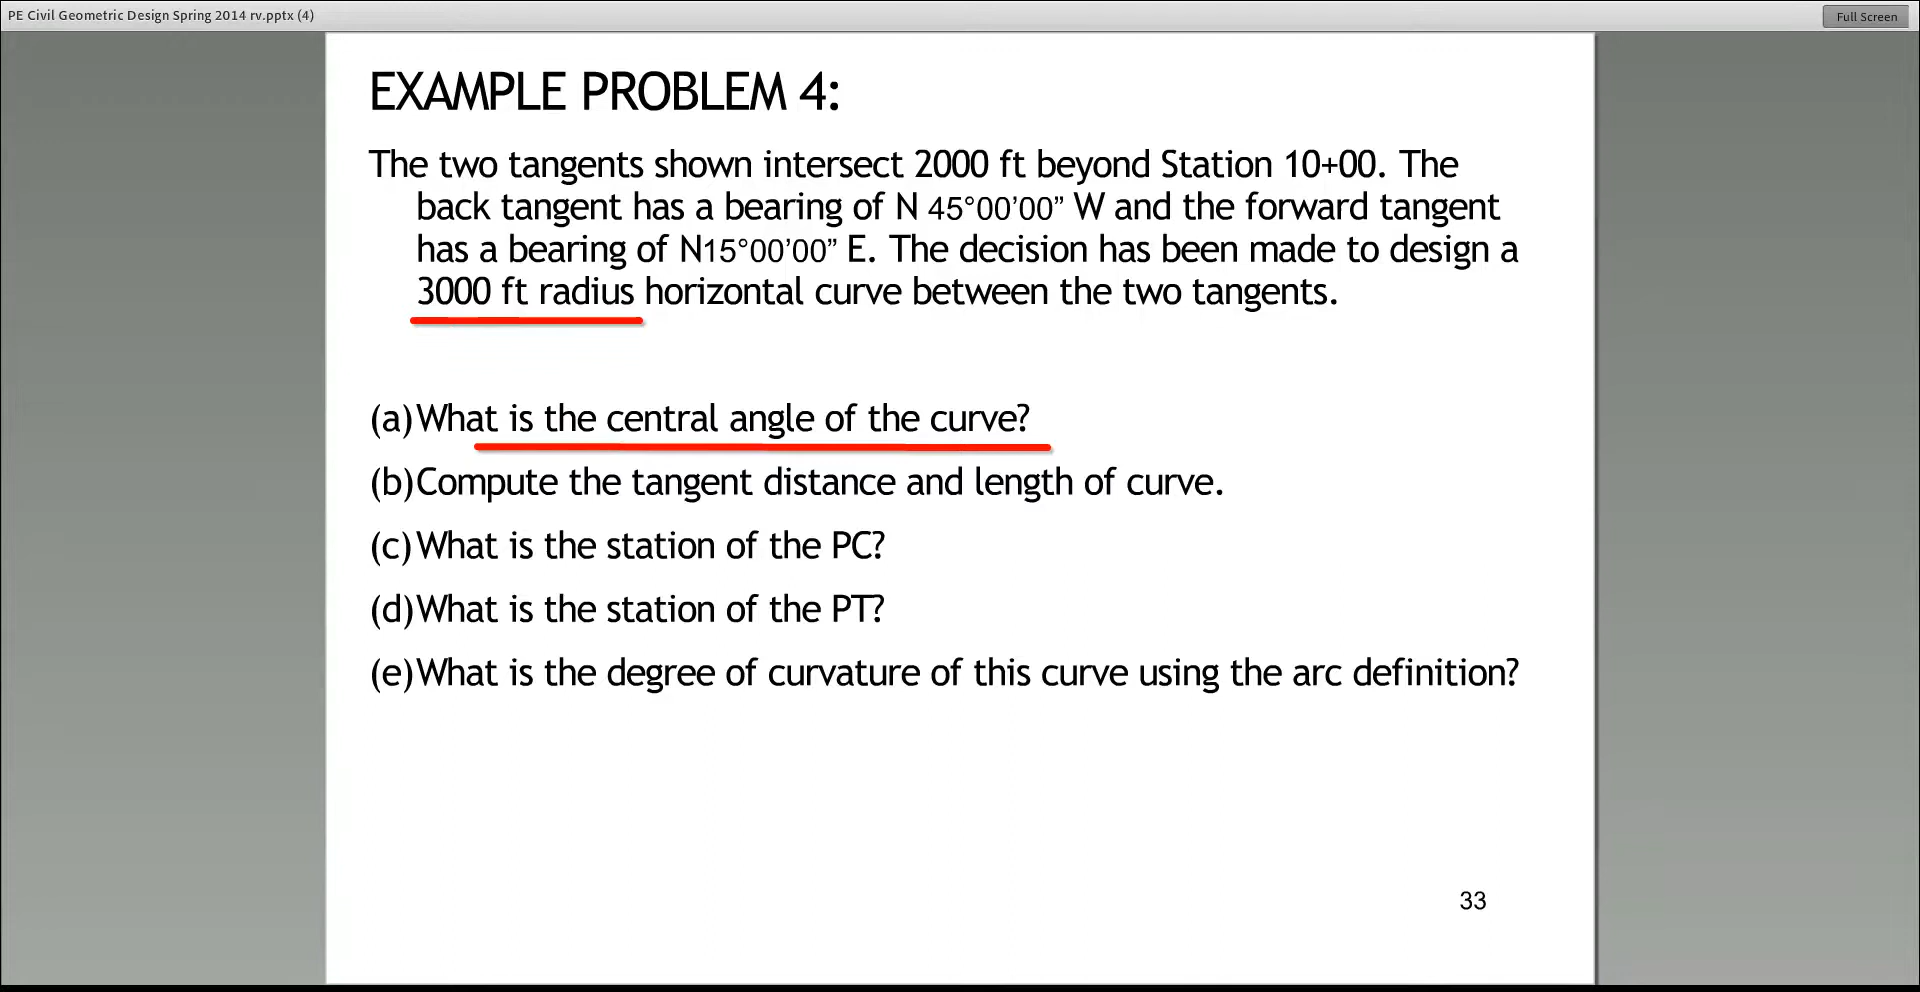 PE Civil Geometric Design Spring 2014 rv.pptx (4)
Full Screen
EXAMPLE PROBLEM 4:
The two tangents shown intersect 2000 ft beyond Station 10+00. The
back tangent has a bearing of N 45°00’00” W and the forward tangent
has a bearing of N15°00’00” E. The decision has been made to design a
3000 ft radius horizontal curve between the two tangents.
(a)What is the central angle of the curve?
(b)Compute the tangent distance and length of curve.
(c)What is the station of the PC?
(d)What is the station of the PT?
(e)What is the degree of curvature of this curve using the arc definition?
33